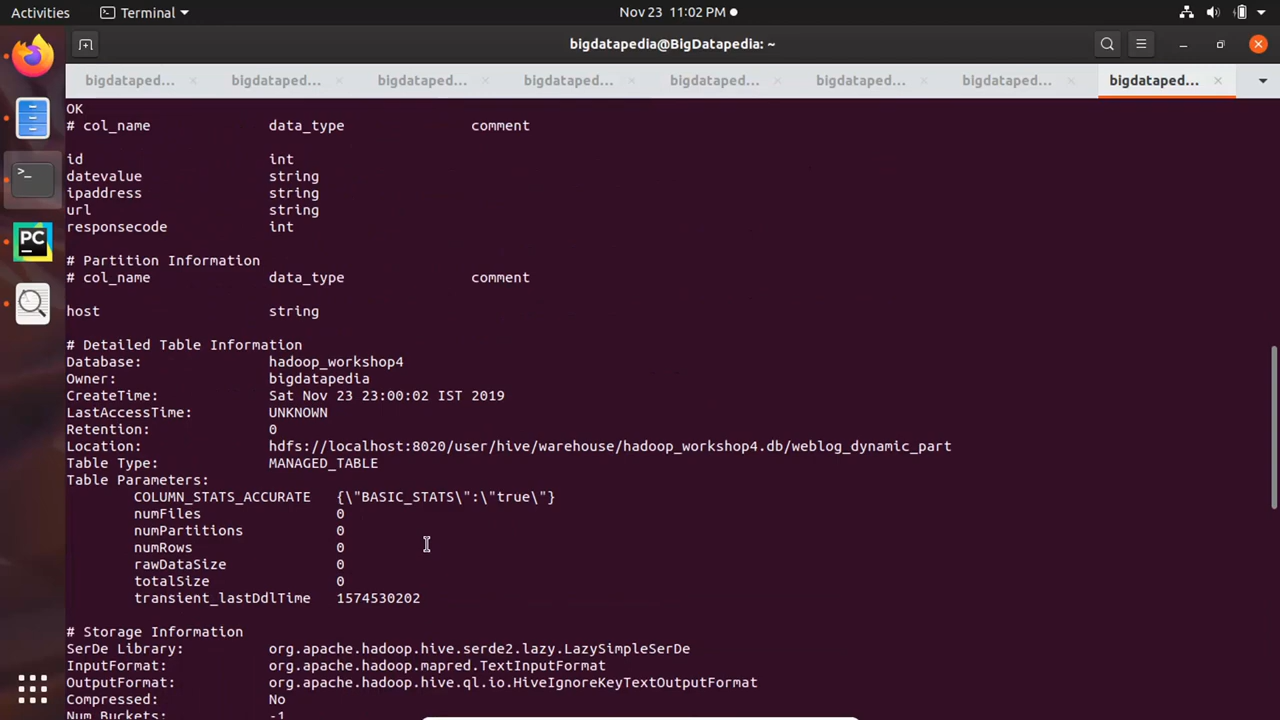 Activities Terminal Nov 23 11:02 PM
bigdatapedia@BigDatapedia: ~
bigdataped... bigdataped... bigdataped... bigdataped... bigdataped... bigdataped... bigdataped... bigdataped...
OK
# col_name data_type comment
id int
datevalue string
ipaddress string
url string
responsecode int
# Partition Information
# col_name data_type comment
host string
# Detailed Table Information
Database: hadoop_workshop4
Owner: bigdatapedia
CreateTime: Sat Nov 23 23:00:02 IST 2019
LastAccessTime: UNKNOWN
Retention: 0
Location: hdfs://localhost:8020/user/hive/warehouse/hadoop_workshop4.db/weblog_dynamic_part
Table Type: MANAGED_TABLE
Table Parameters:
COLUMN_STATS_ACCURATE {\"BASIC_STATS\":\"true\"}
numFiles 0
numPartitions 0
numRows 0
rawDataSize 0
totalSize 0
transient_lastDdlTime 1574530202
# Storage Information
SerDe Library: org.apache.hadoop.hive.serde2.lazy.LazySimpleSerDe
InputFormat: org.apache.hadoop.mapred.TextInputFormat
OutputFormat: org.apache.hadoop.hive.ql.io.HiveIgnoreKeyTextOutputFormat
Compressed: No
Num Buckets: -1
>_
PC